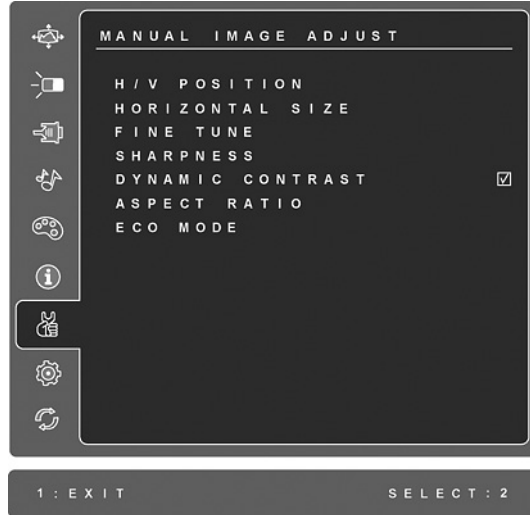 MANUAL IMAGE ADJUST
H/V POSITION
HORIZONTAL SIZE
FINE TUNE
SHARPNESS
DYNAMIC CONTRAST
ASPECT RATIO
ECO MODE
1:EXIT SELECT:2